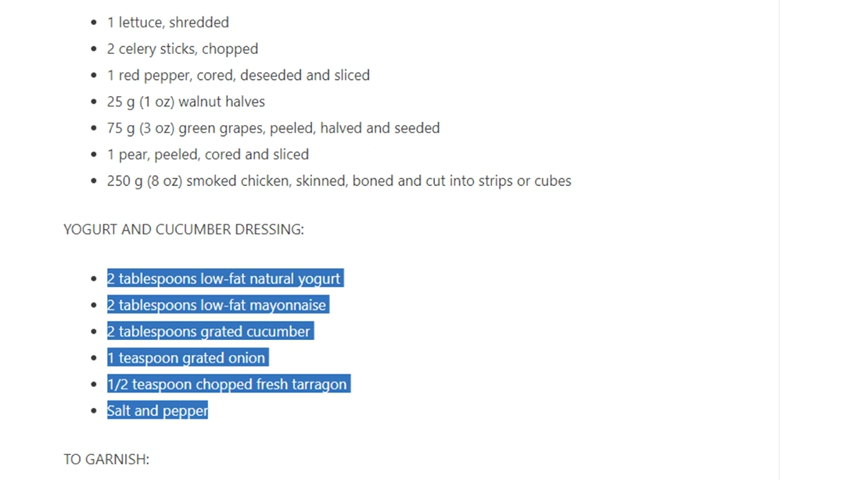 1 lettuce, shredded
2 celery sticks, chopped
1 red pepper, cored, deseeded and sliced
25 g (1 oz) walnut halves
75 g (3 oz) green grapes, peeled, halved and seeded
1 pear, peeled, cored and sliced
250 g (8 oz) smoked chicken, skinned, boned and cut into strips or cubes
YOGURT AND CUCUMBER DRESSING:
2 tablespoons low-fat natural yogurt
2 tablespoons low-fat mayonnaise
2 tablespoons grated cucumber
1 teaspoon grated onion
1/2 teaspoon chopped fresh tarragon
Salt and pepper
TO GARNISH: